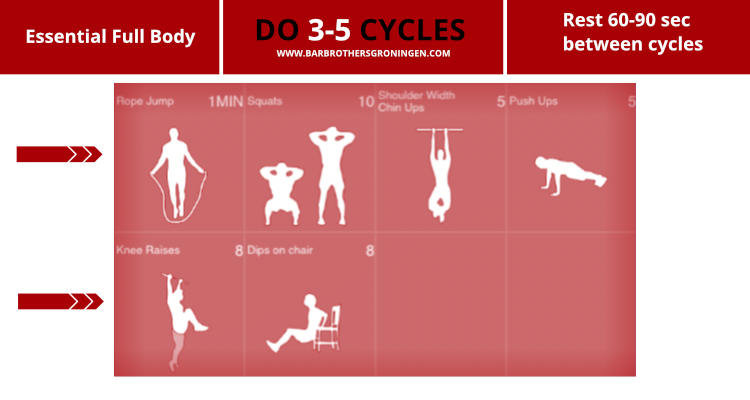 Essential Full Body
DO 3-5 CYCLES
WWW.BARBROTHERSGRONINGEN.COM
Rest 60-90 sec
between cycles
Rope Jump 1MIN
Squats 10
Shoulder Width
Chin Ups 5
Push Ups 5
Knee Raises 8
Dips on chair 8